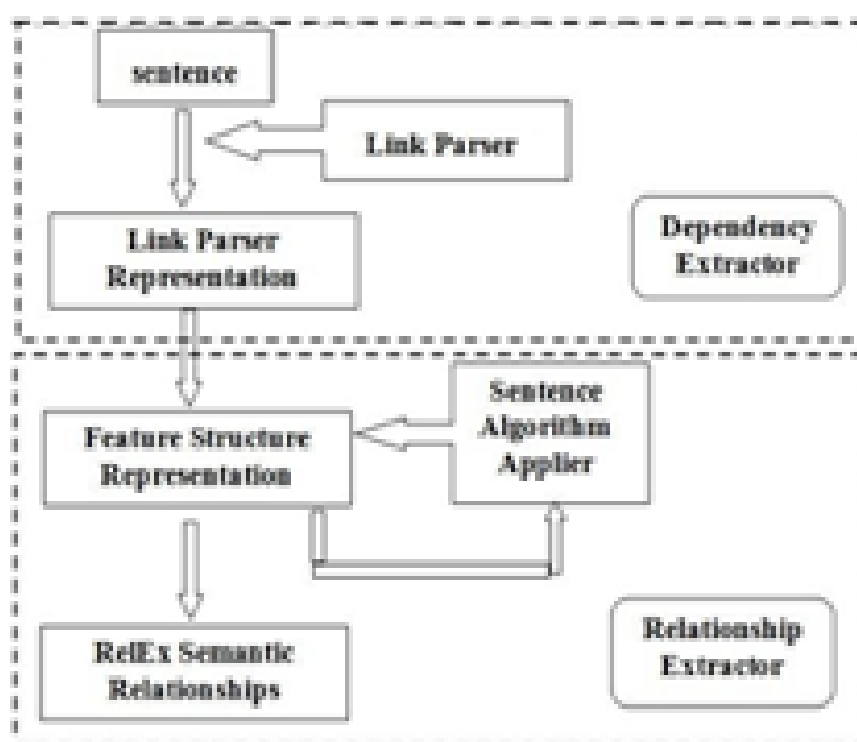 sentence
Link Parser
Link Parser
Representation
Dependency
Extractor
Sentence
Algorithm
Applier
Feature Structure
Representation
RelEx Semantic
Relationships
Relationship
Extractor